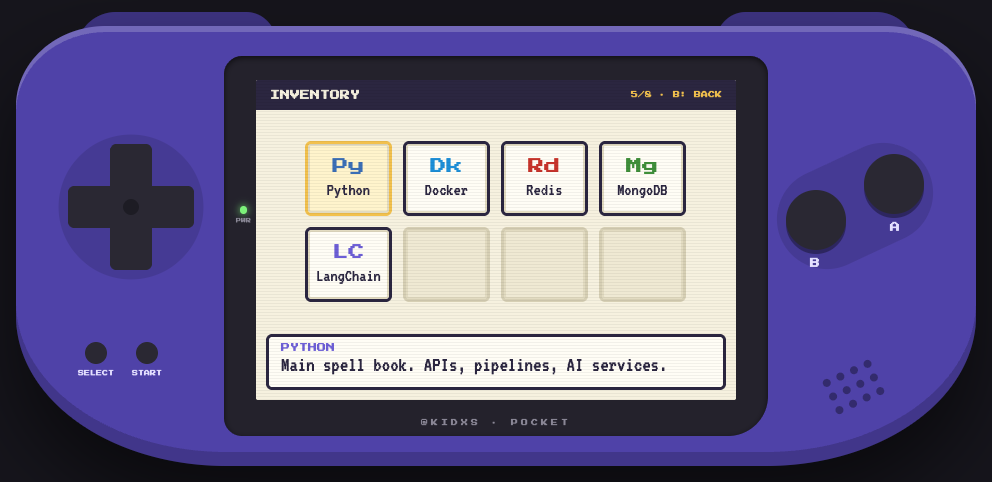 INVENTORY 5/8 · B: BACK
Py Dk Rd Mg
Python Docker Redis MongoDB
LC
LangChain
PWR
PYTHON
Main spell book. APIs, pipelines, AI services.
A
B
SELECT START
@KIDXS · POCKET